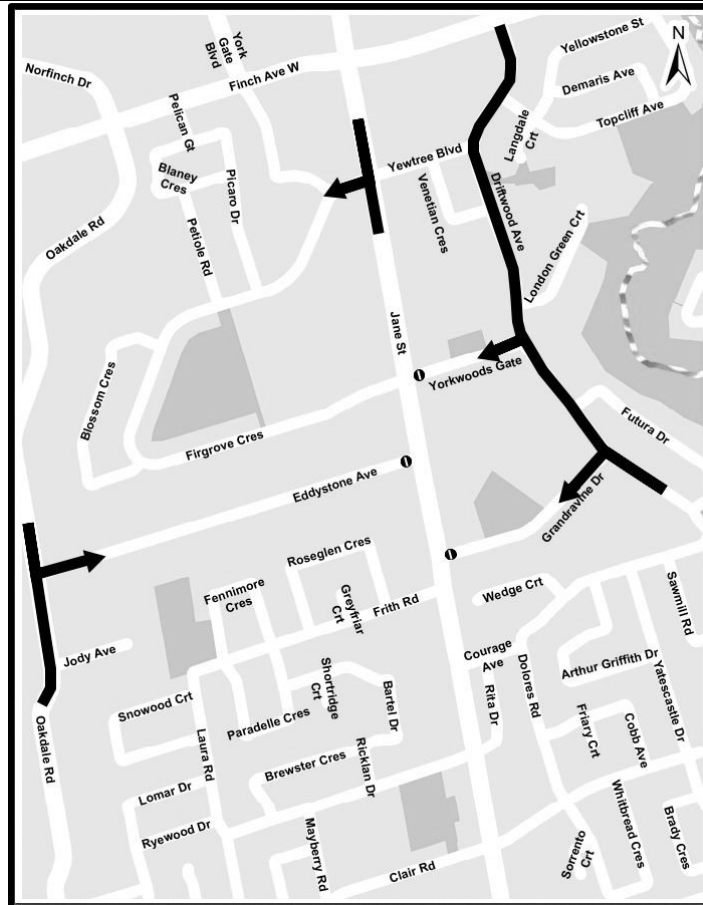 N
Yellowstone St
York
Gate
Blvd
Norfinch Dr
Finch Ave W
Demaris Ave
Topcliff Ave
Pelican Gt
Langdale
Crt
Yewtree Blvd
Blaney
Cres
Picaro Dr
Venetian Cres
Driftwood Ave
Petiole Rd
Oakdale Rd
London Green Crt
Jane St
Yorkwoods Gate
Blossom Cres
Futura Dr
Firgrove Cres
Eddystone Ave
Grandravine Dr
Roseglen Cres
Fennimore
Cres
Greyfriar
Crt
Wedge Crt
Sawmill Rd
Frith Rd
Jody Ave
Courage
Ave
Arthur Griffith Dr
Dolores Rd
Yatescastle Dr
Shortridge
Crt
Bartel Dr
Rita Dr
Snowood Crt
Paradelle Cres
Friary Crt
Cobb Ave
Oakdale Rd
Laura Rd
Ricklan Dr
Brewster Cres
Lomar Dr
Whitbread Cres
Brady Cres
Ryewood Dr
Mayberry Rd
Sorrento
Crt
Clair Rd